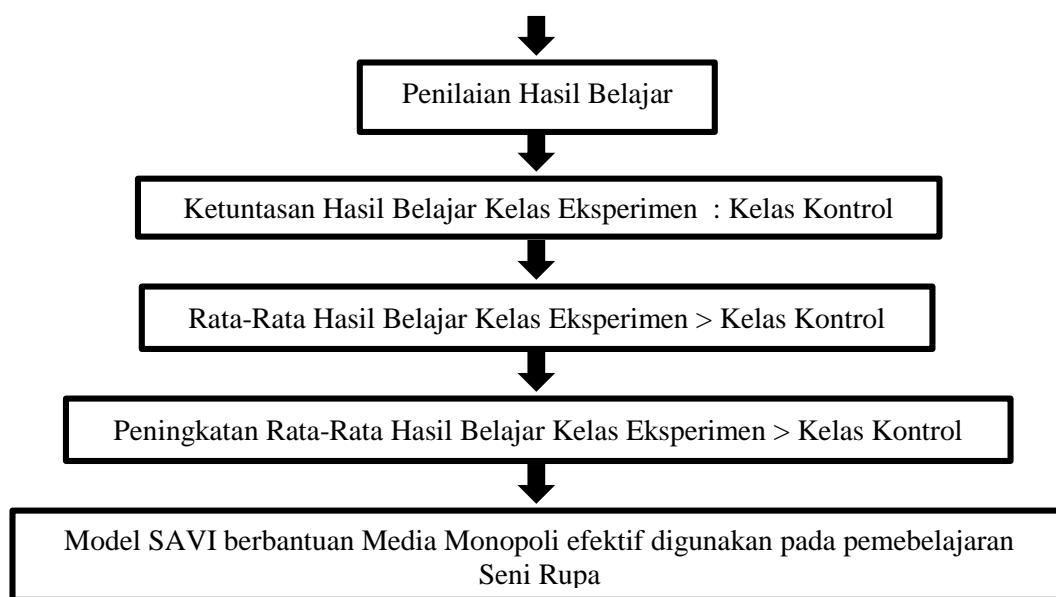 Penilaian Hasil Belajar
Ketuntasan Hasil Belajar Kelas Eksperimen : Kelas Kontrol
Rata-Rata Hasil Belajar Kelas Eksperimen > Kelas Kontrol
Peningkatan Rata-Rata Hasil Belajar Kelas Eksperimen > Kelas Kontrol
Model SAVI berbantuan Media Monopoli efektif digunakan pada pemebelajaran
Seni Rupa